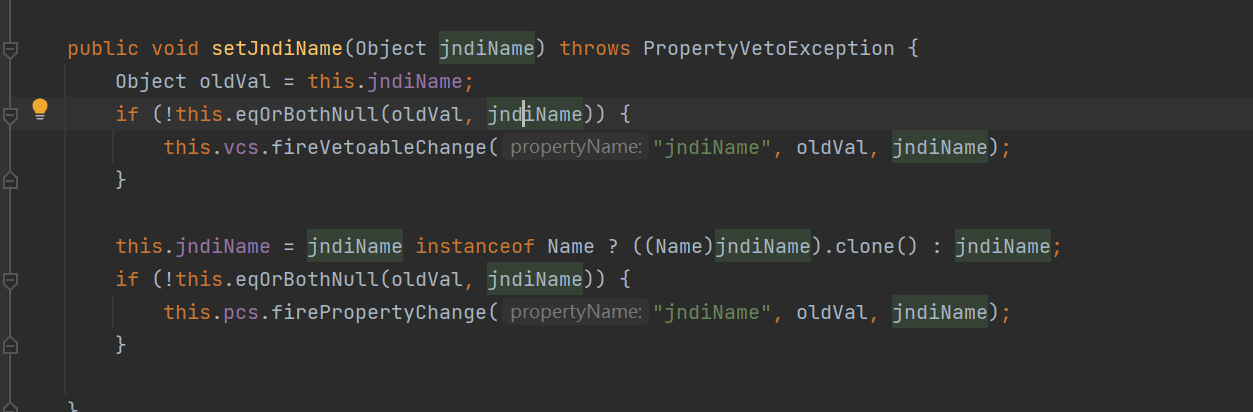 public void setJndiName(Object jndiName) throws PropertyVetoException {
Object oldVal = this.jndiName;
if (!this.eqOrBothNull(oldVal, jndiName)) {
this.vcs.fireVetoableChange( propertyName: "jndiName", oldVal, jndiName);
}
this.jndiName = jndiName instanceof Name ? ((Name)jndiName).clone() : jndiName;
if (!this.eqOrBothNull(oldVal, jndiName)) {
this.pcs.firePropertyChange( propertyName: "jndiName", oldVal, jndiName);
}
}